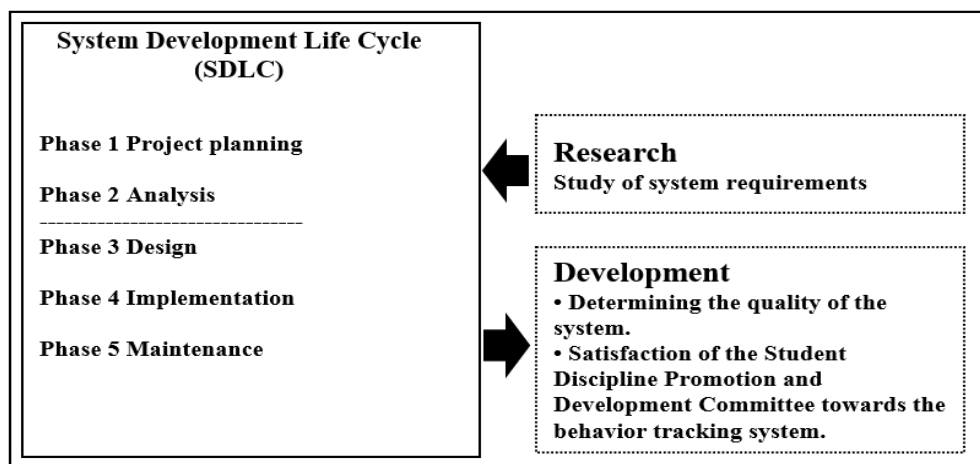 System Development Life Cycle
(SDLC)
Phase 1 Project planning
Phase 2 Analysis
--------------------------------
Phase 3 Design
Phase 4 Implementation
Phase 5 Maintenance
Research
Study of system requirements
Development
• Determining the quality of the
system.
• Satisfaction of the Student
Discipline Promotion and
Development Committee towards the
behavior tracking system.